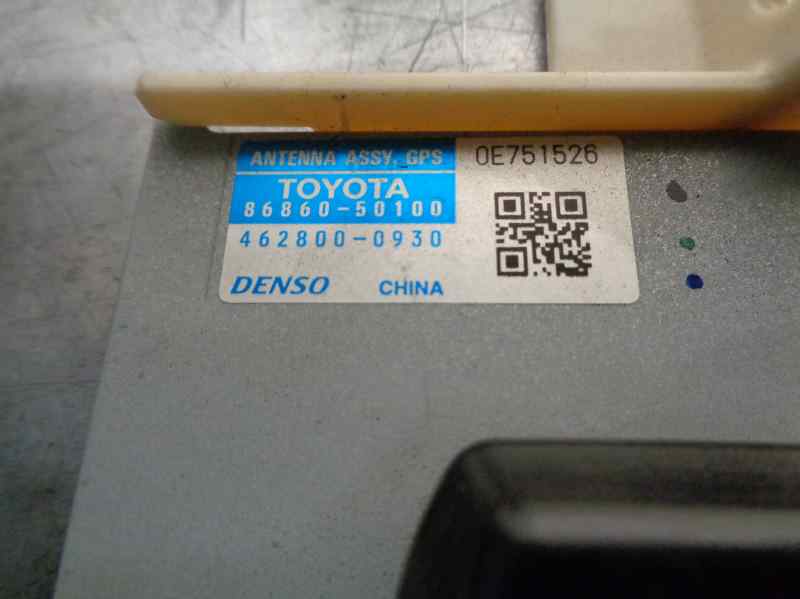 ANTENNA ASSY, GPS
0E751526
TOYOTA
86860-50100
462800-0930
DENSO
CHINA